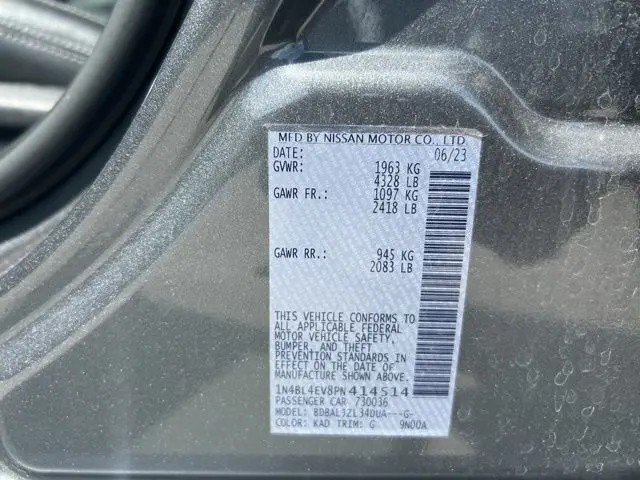 MFD BY NISSAN MOTOR CO., LTD.
DATE: 06/23
GVWR: 1963 KG
4328 LB
GAWR FR.: 1097 KG
2418 LB
GAWR RR.: 945 KG
2083 LB
THIS VEHICLE CONFORMS TO
ALL APPLICABLE FEDERAL
MOTOR VEHICLE SAFETY,
BUMPER, AND THEFT
PREVENTION STANDARDS IN
EFFECT ON THE DATE OF
MANUFACTURE SHOWN ABOVE.
1N4BL4EV8PN414514
PASSENGER CAR 730036
MODEL: BDBAL32L34DUA---G-
COLOR: KAD TRIM: G 9N00A